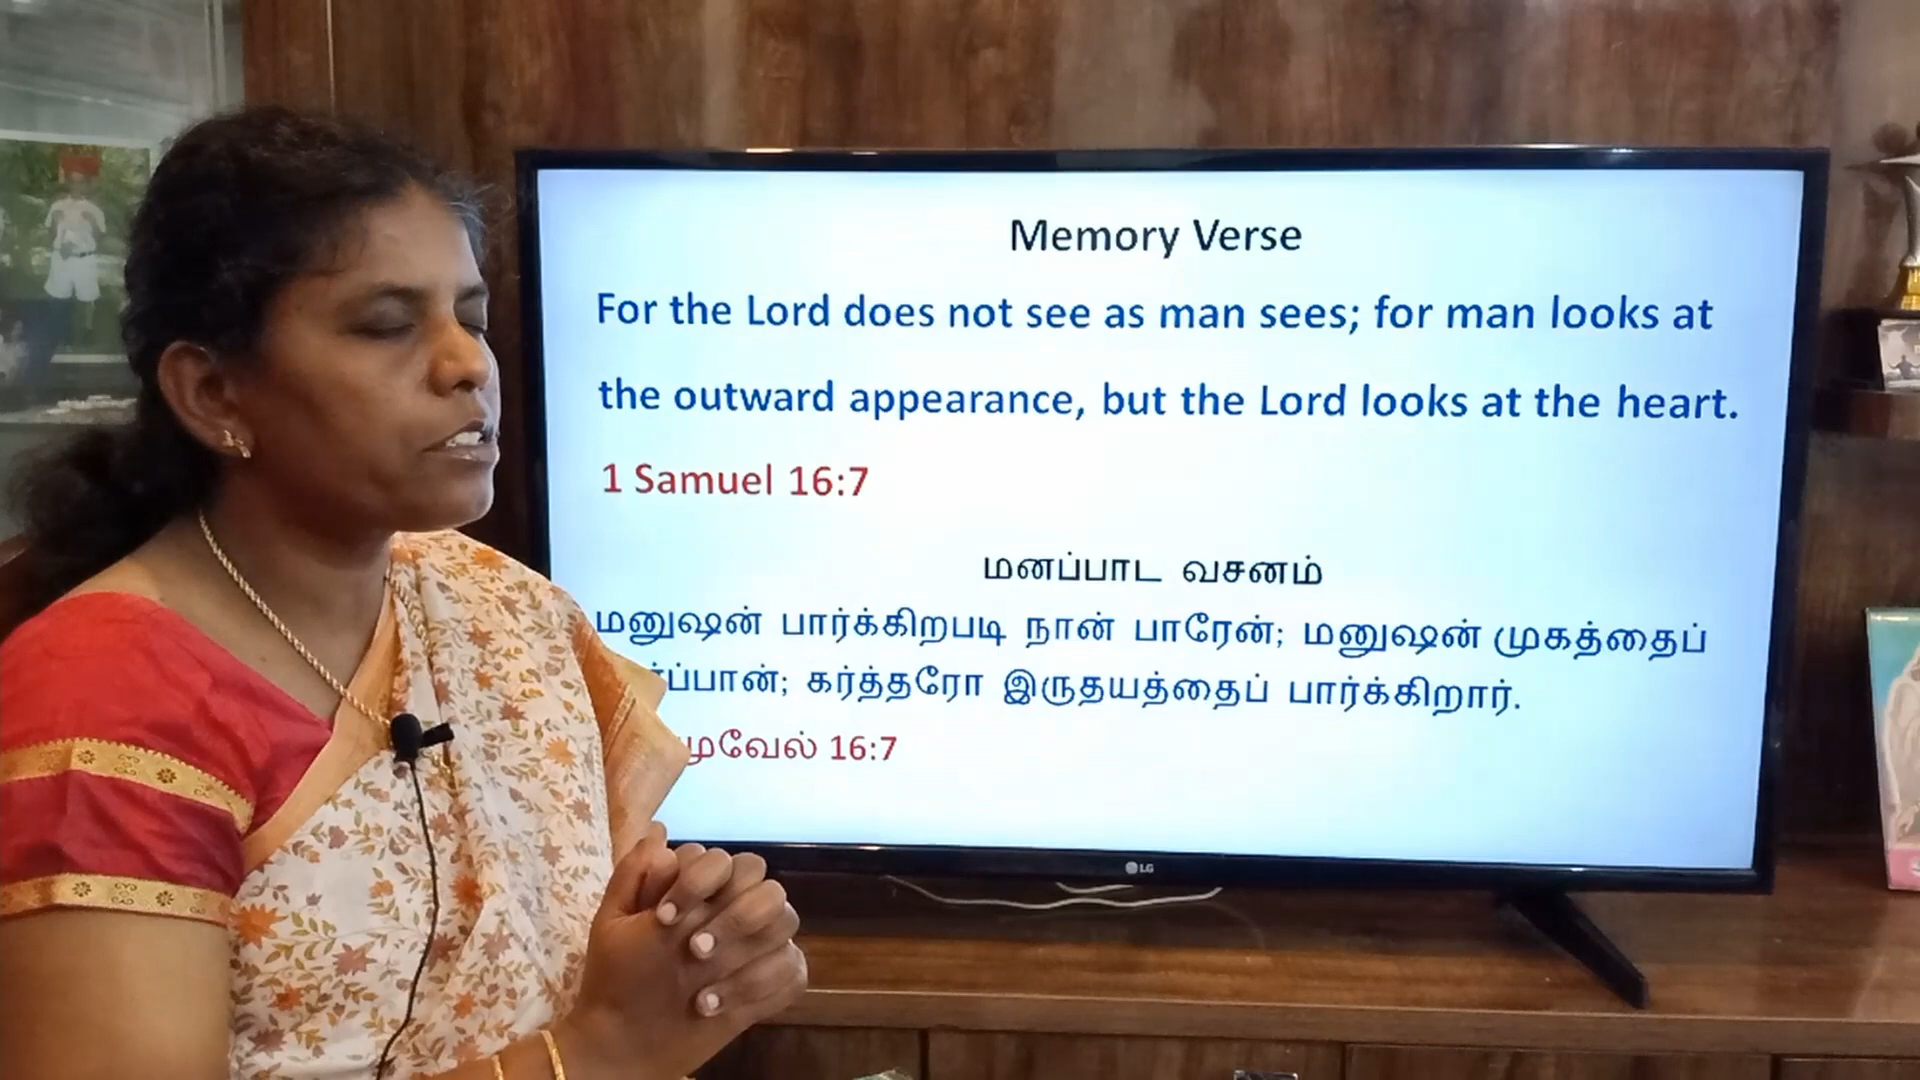 Memory Verse
For the Lord does not see as man sees; for man looks at
the outward appearance, but the Lord looks at the heart.
1 Samuel 16:7
மனப்பாட வசனம்
மனுஷன் பார்க்கிறபடி நான் பாரேன்; மனுஷன் முகத்தைப்
கர்த்தரோ இருதயத்தைப் பார்க்கிறார்.
16:7
LG